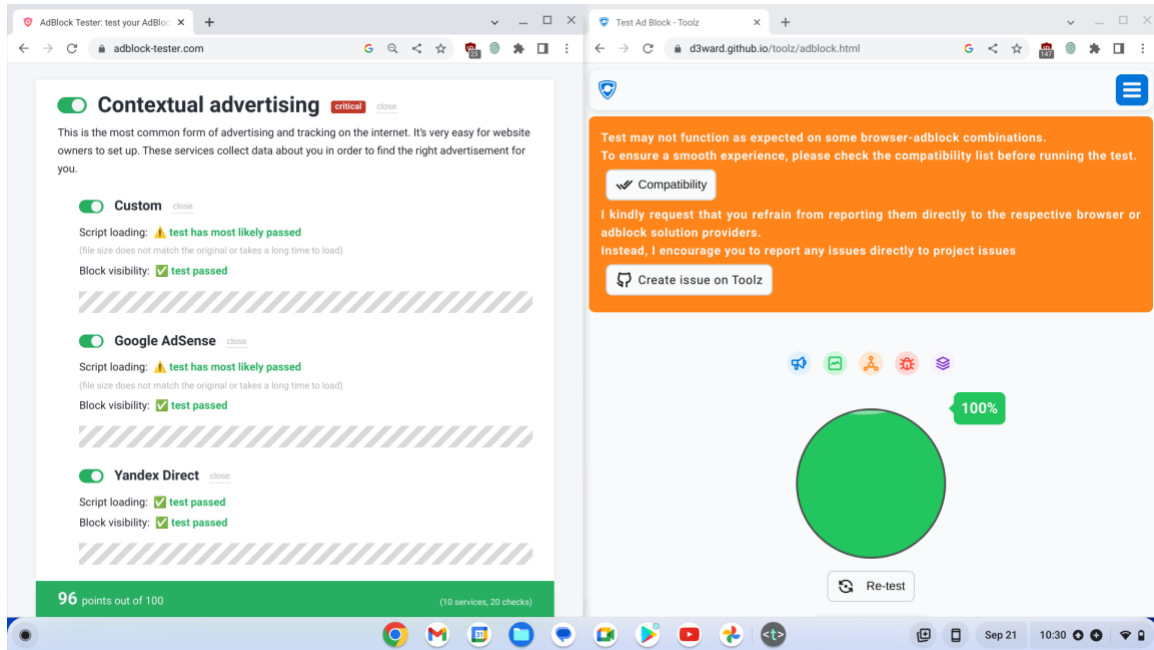 AdBlock Tester: test your AdBloc
adblock-tester.com
23
Contextual advertising critical close
This is the most common form of advertising and tracking on the internet. It's very easy for website
owners to set up. These services collect data about you in order to find the right advertisement for
you.
Custom close
Script loading: ⚠️ test has most likely passed
(file size does not match the original or takes a long time to load)
Block visibility: ✅ test passed
Google AdSense close
Script loading: ⚠️ test has most likely passed
(file size does not match the original or takes a long time to load)
Block visibility: ✅ test passed
Yandex Direct close
Script loading: ✅ test passed
Block visibility: ✅ test passed
96 points out of 100
(10 services, 20 checks)
Test Ad Block - Toolz
d3ward.github.io/toolz/adblock.html
147
Test may not function as expected on some browser-adblock combinations.
To ensure a smooth experience, please check the compatibility list before running the test.
Compatibility
I kindly request that you refrain from reporting them directly to the respective browser or
adblock solution providers.
Instead, I encourage you to report any issues directly to project issues
Create issue on Toolz
100%
Re-test
<t>
Sep 21
10:30